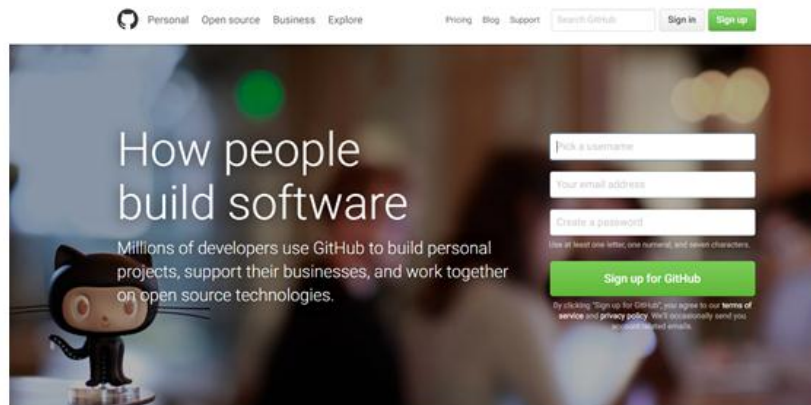 Personal Open source Business Explore Pricing Blog Support Search GitHub Sign in Sign up
How people
build software
Millions of developers use GitHub to build personal
projects, support their businesses, and work together
on open source technologies.
Pick a username
Your email address
Create a password
Use at least one letter, one numeral, and seven characters.
Sign up for GitHub
By clicking "Sign up for GitHub", you agree to our terms of
service and privacy policy. We'll occasionally send you
account related emails.